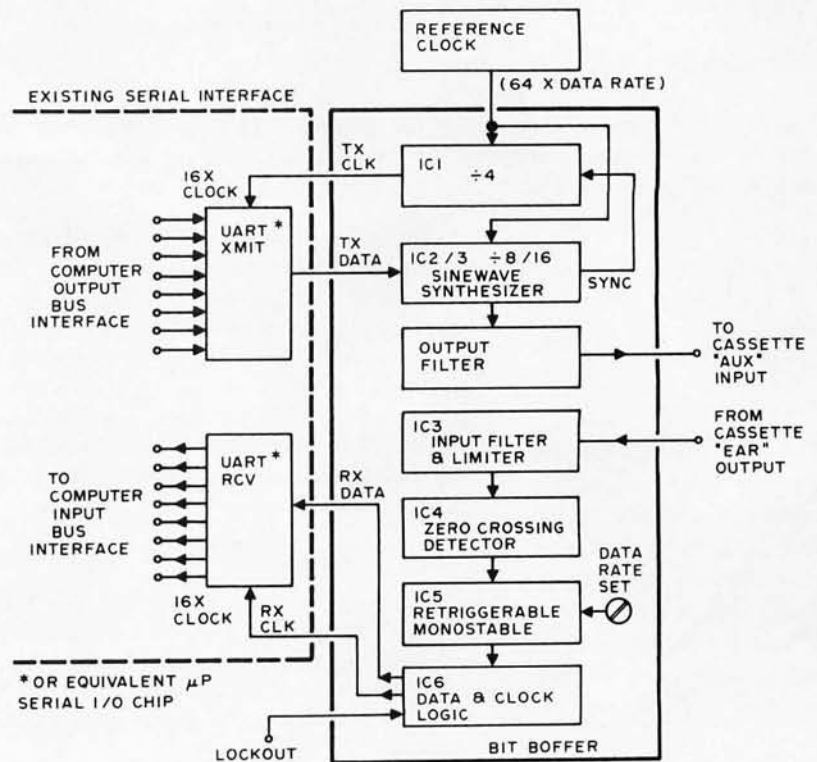 REFERENCE
CLOCK
(64 X DATA RATE)
EXISTING SERIAL INTERFACE
TX
CLK
IC1
÷4
16X
CLOCK
UART *
XMIT
TX
DATA
FROM
COMPUTER
OUTPUT
BUS
INTERFACE
IC2/3 ÷8/16
SINEWAVE
SYNTHESIZER
SYNC
OUTPUT
FILTER
TO
CASSETTE
"AUX"
INPUT
IC3
INPUT FILTER
& LIMITER
FROM
CASSETTE
"EAR"
OUTPUT
UART *
RCV
RX
DATA
TO
COMPUTER
INPUT
BUS
INTERFACE
IC4
ZERO CROSSING
DETECTOR
DATA
RATE
SET
16X
CLOCK
RX
CLK
IC5
RETRIGGERABLE
MONOSTABLE
* OR EQUIVALENT μP
SERIAL I/O CHIP
IC6
DATA & CLOCK
LOGIC
LOCKOUT
BIT BOFFER